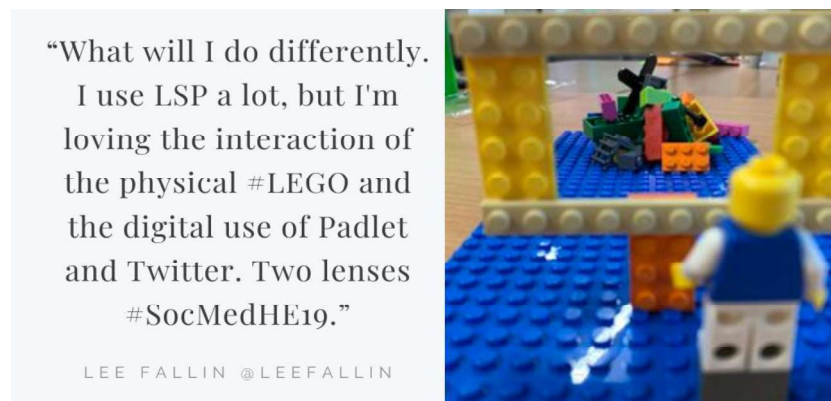 “What will I do differently.
I use LSP a lot, but I'm
loving the interaction of
the physical #LEGO and
the digital use of Padlet
and Twitter. Two lenses
#SocMedHE19.”
LEE FALLIN @LEEFALLIN